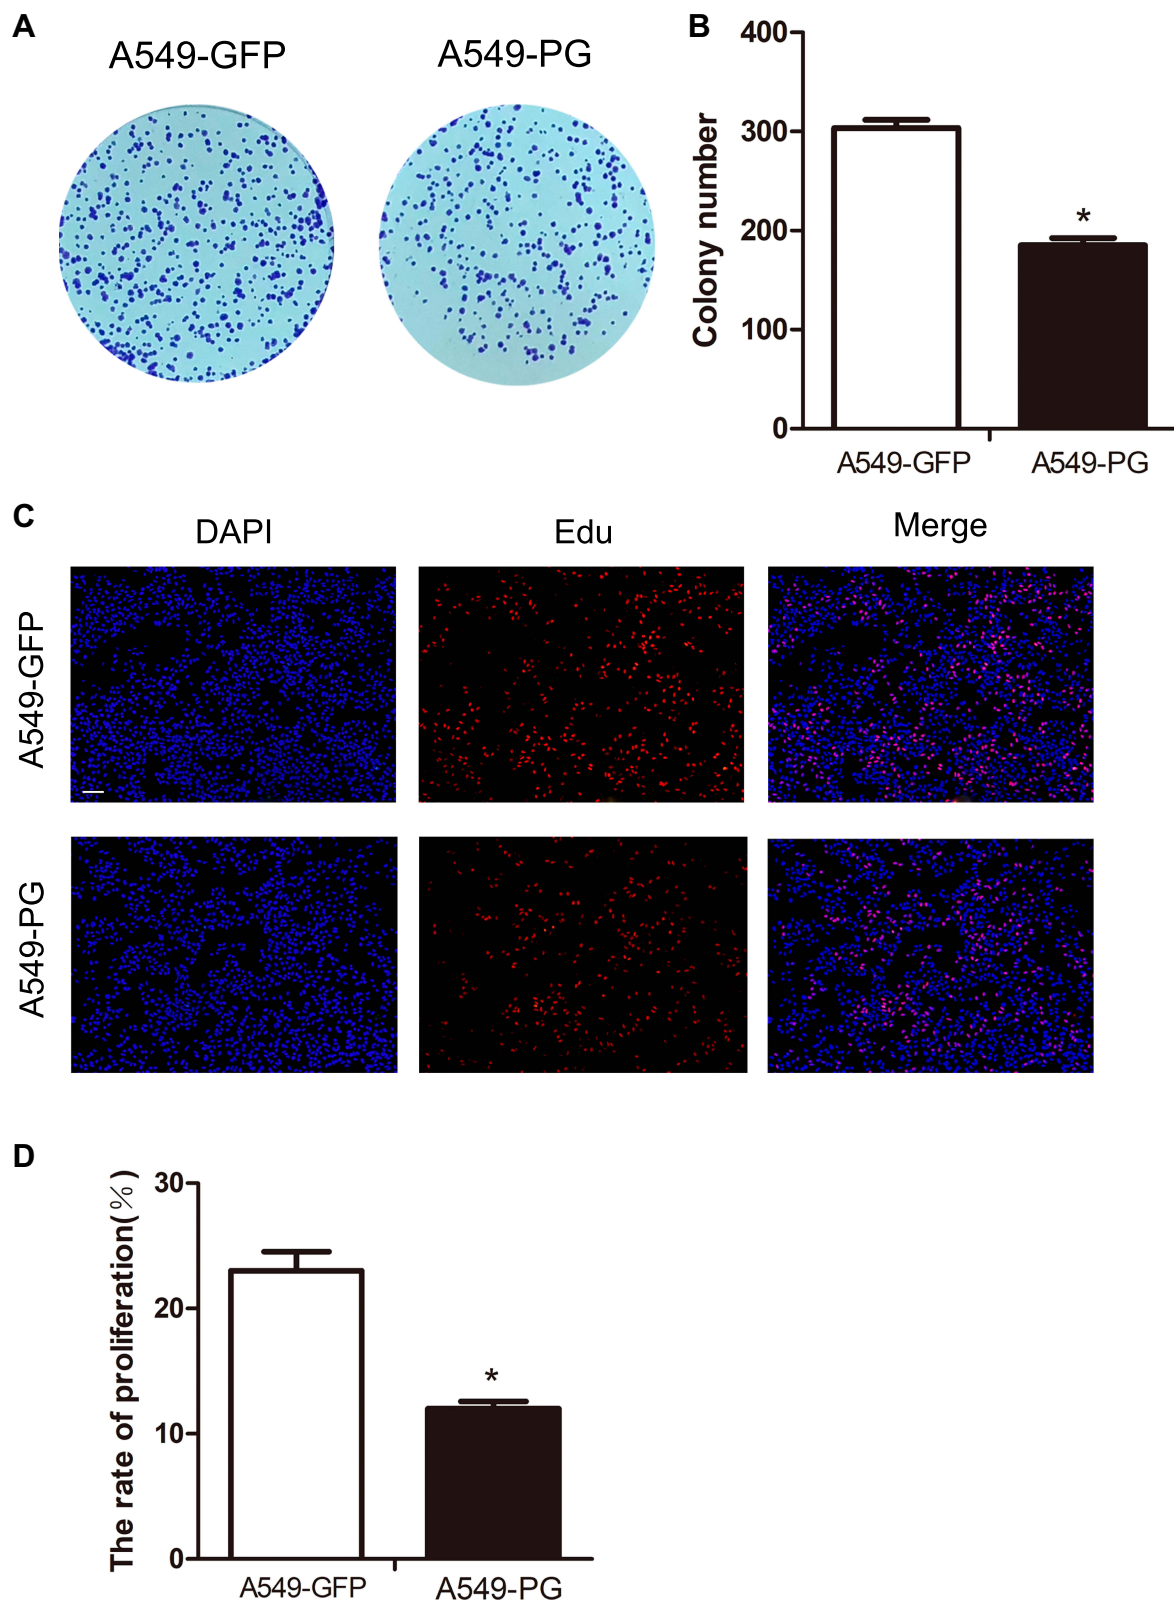 A
A549-GFP
A549-PG
B
400
300
200
100
0
Colony number
*
A549-GFP
A549-PG
C
DAPI
Edu
Merge
A549-GFP
A549-PG
D
The rate of proliferation(%)
30
20
10
0
*
A549-GFP
A549-PG